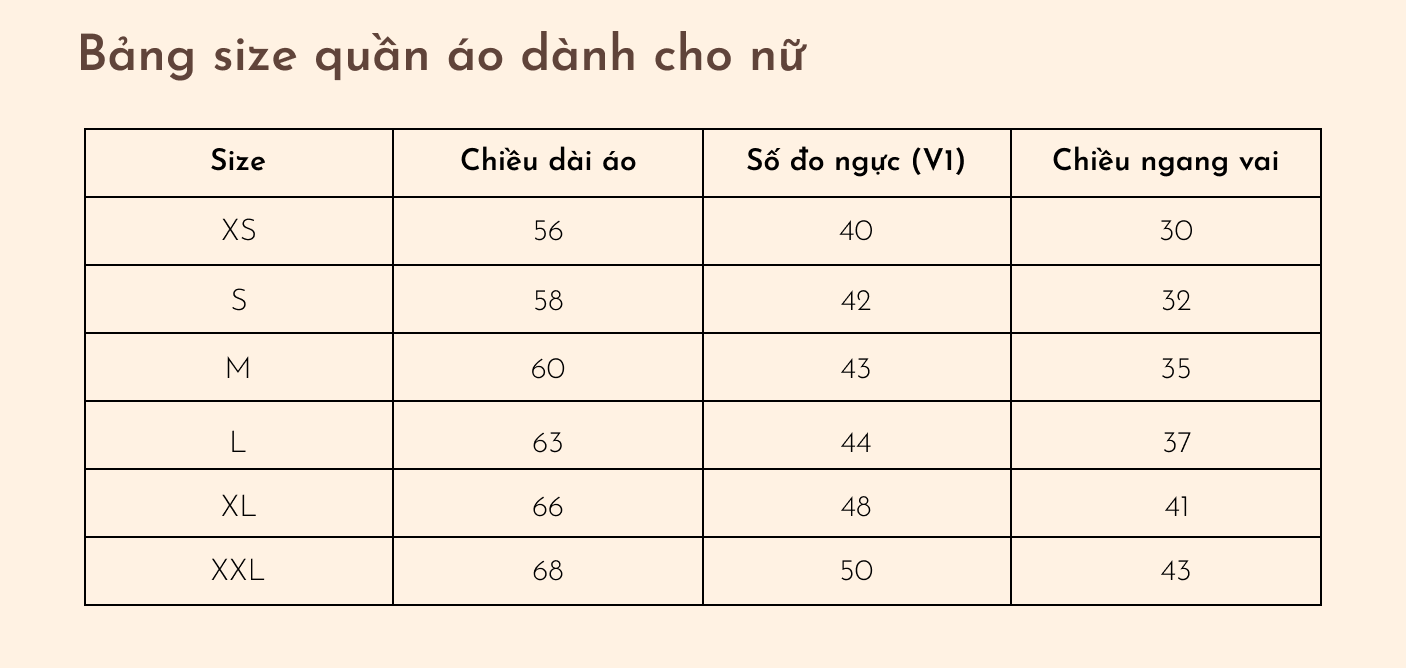 Bảng size quần áo dành cho nữ
Size Chiều dài áo Số đo ngực (V1) Chiều ngang vai
XS 56 40 30
S 58 42 32
M 60 43 35
L 63 44 37
XL 66 48 41
XXL 68 50 43